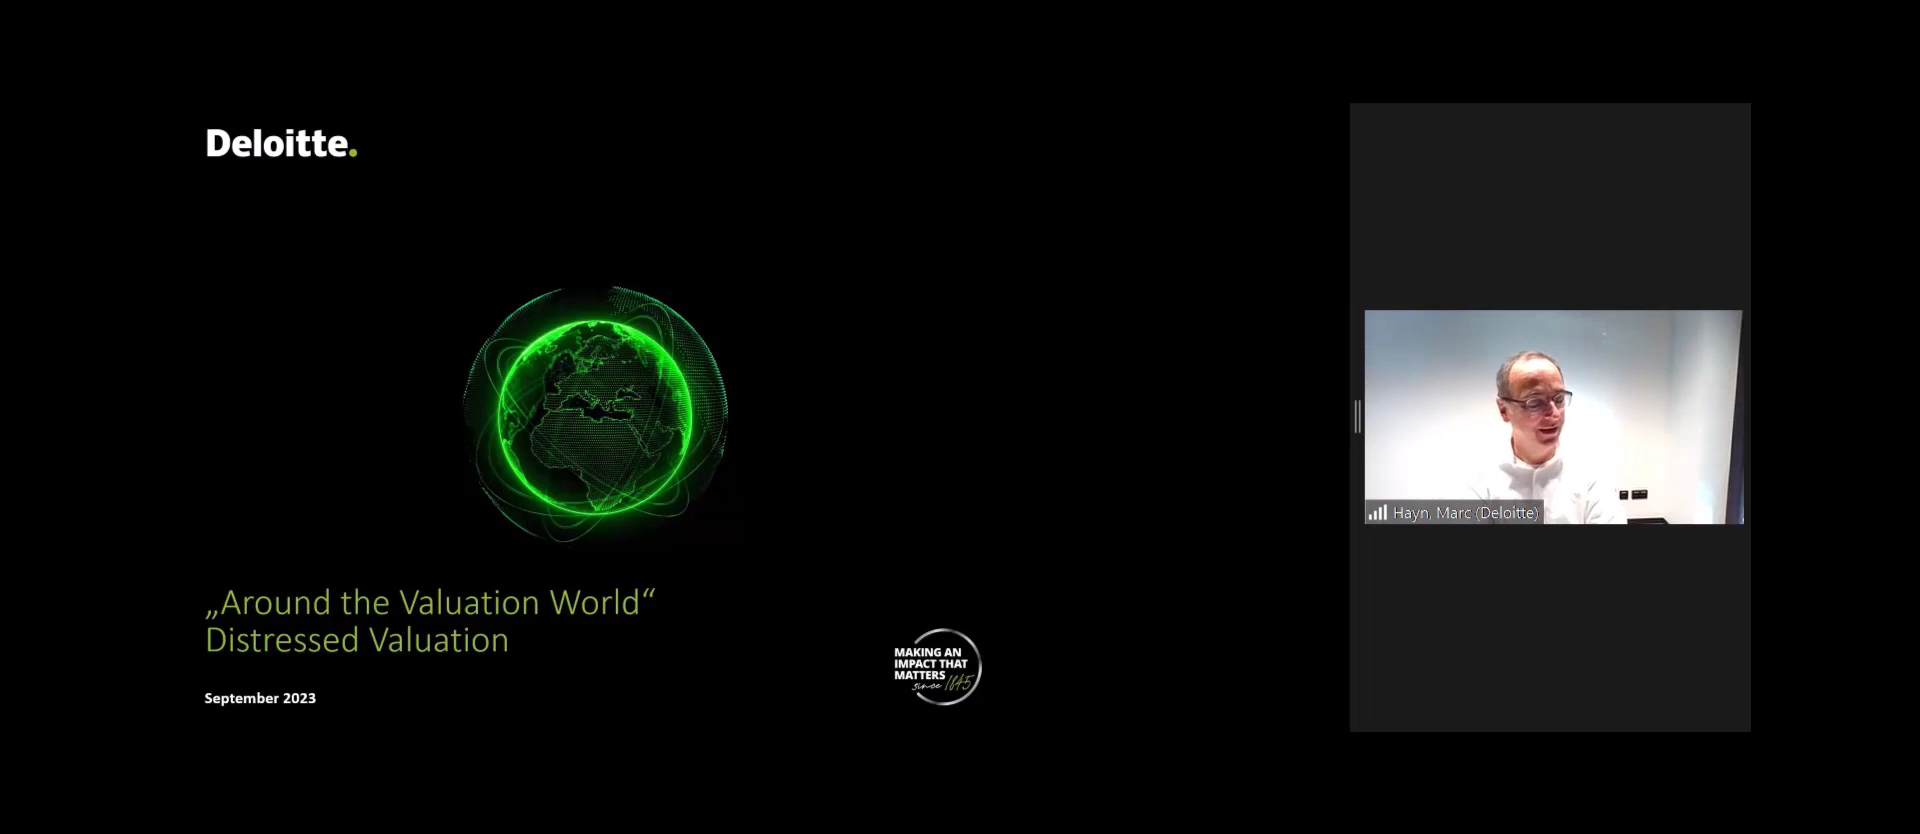 Deloitte.
„Around the Valuation World“
Distressed Valuation
September 2023
MAKING AN
IMPACT THAT
MATTERS
since 1845
Hayn, Marc (Deloitte)